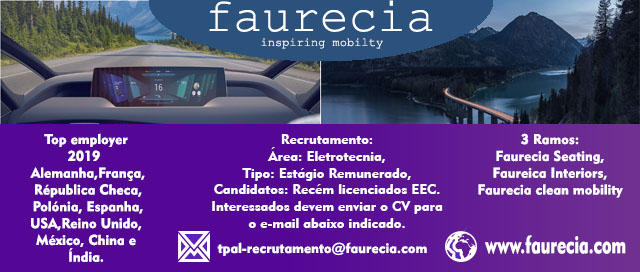 faurecia
inspiring mobilty
16
Top employer
2019
Alemanha,França,
Républica Checa,
Polónia, Espanha,
USA,Reino Unido,
México, China e
Índia.
Recrutamento:
Área: Eletrotecnia,
Tipo: Estágio Remunerado,
Candidatos: Recém licenciados EEC.
Interessados devem enviar o CV para
o e-mail abaixo indicado.
tpal-recrutamento@faurecia.com
3 Ramos:
Faurecia Seating,
Faureica Interiors,
Faurecia clean mobility
www.faurecia.com